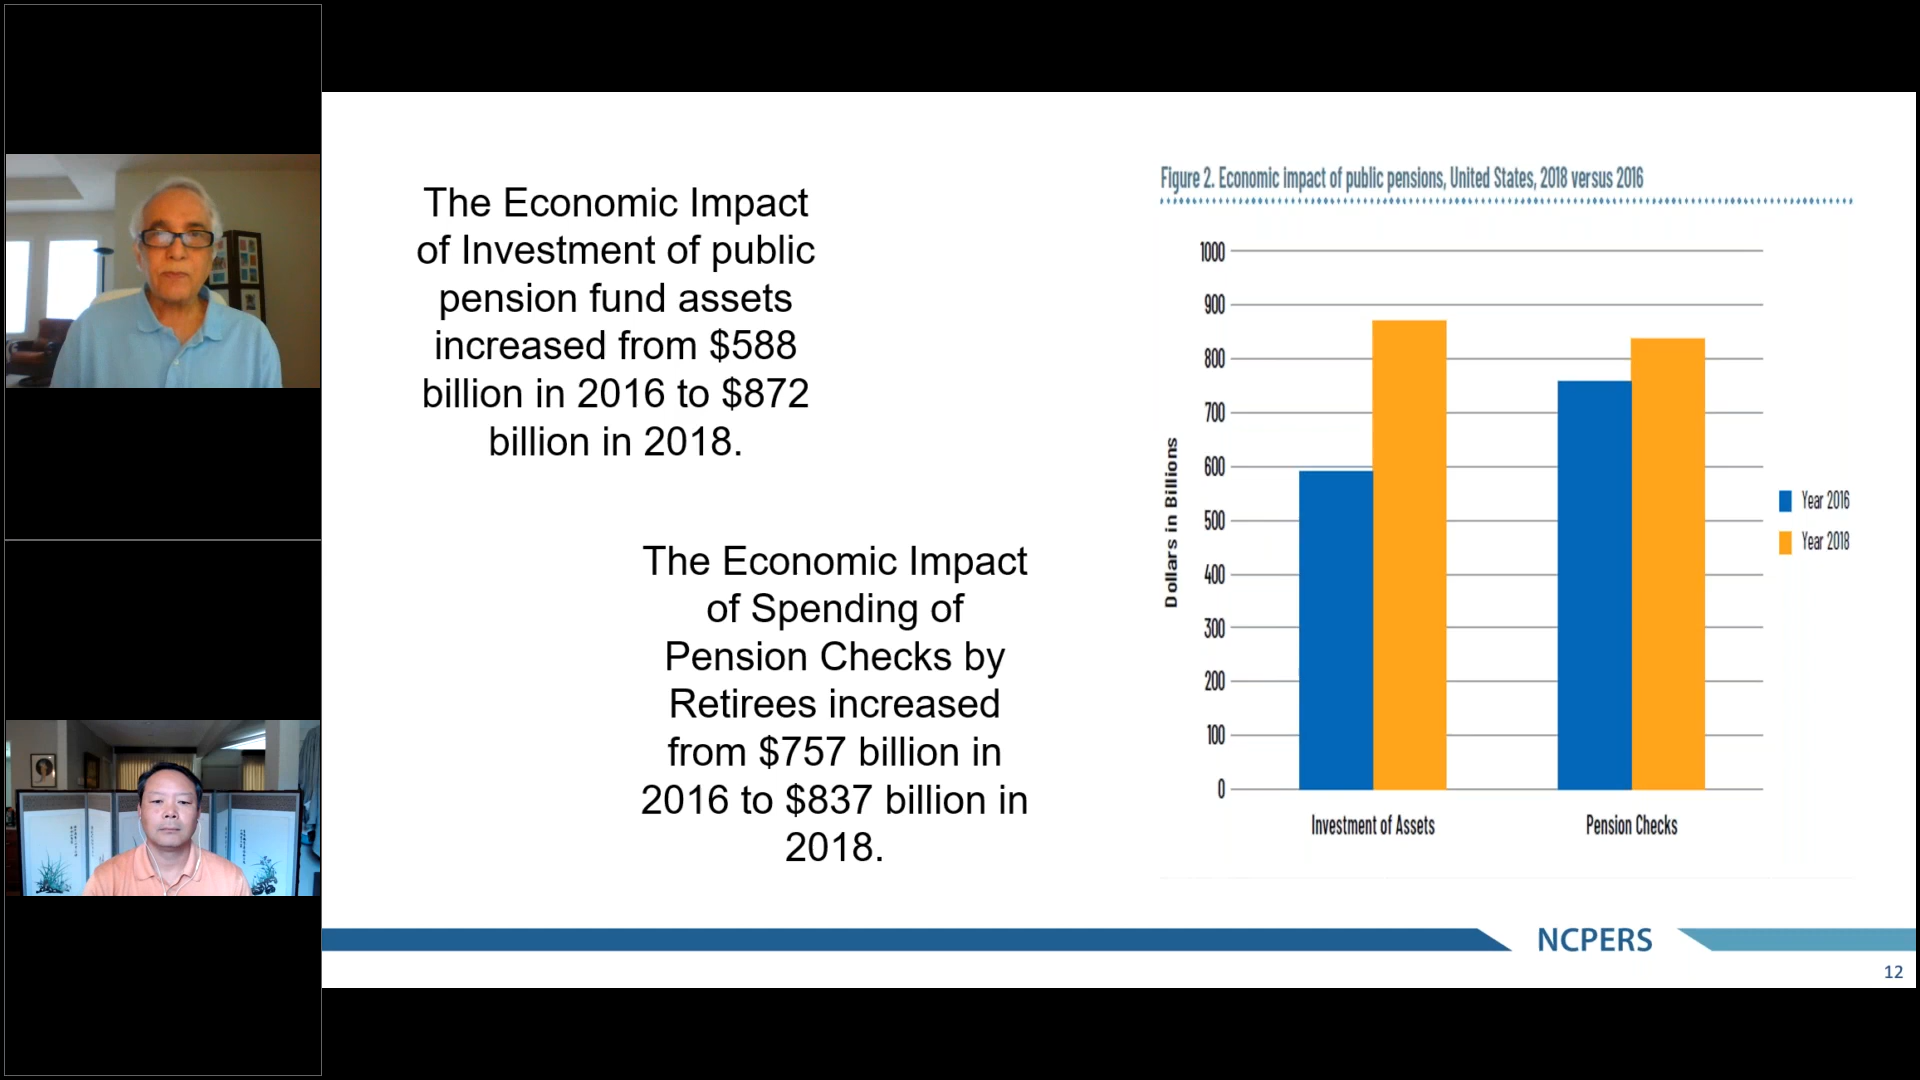 The Economic Impact
of Investment of public
pension fund assets
increased from $588
billion in 2016 to $872
billion in 2018.
The Economic Impact
of Spending of
Pension Checks by
Retirees increased
from $757 billion in
2016 to $837 billion in
2018.
Figure 2. Economic impact of public pensions, United States, 2018 versus 2016
1000
900
800
700
600
500
400
300
200
100
0
Dollars in Billions
Investment of Assets
Pension Checks
Year 2016
Year 2018
NCPERS
12